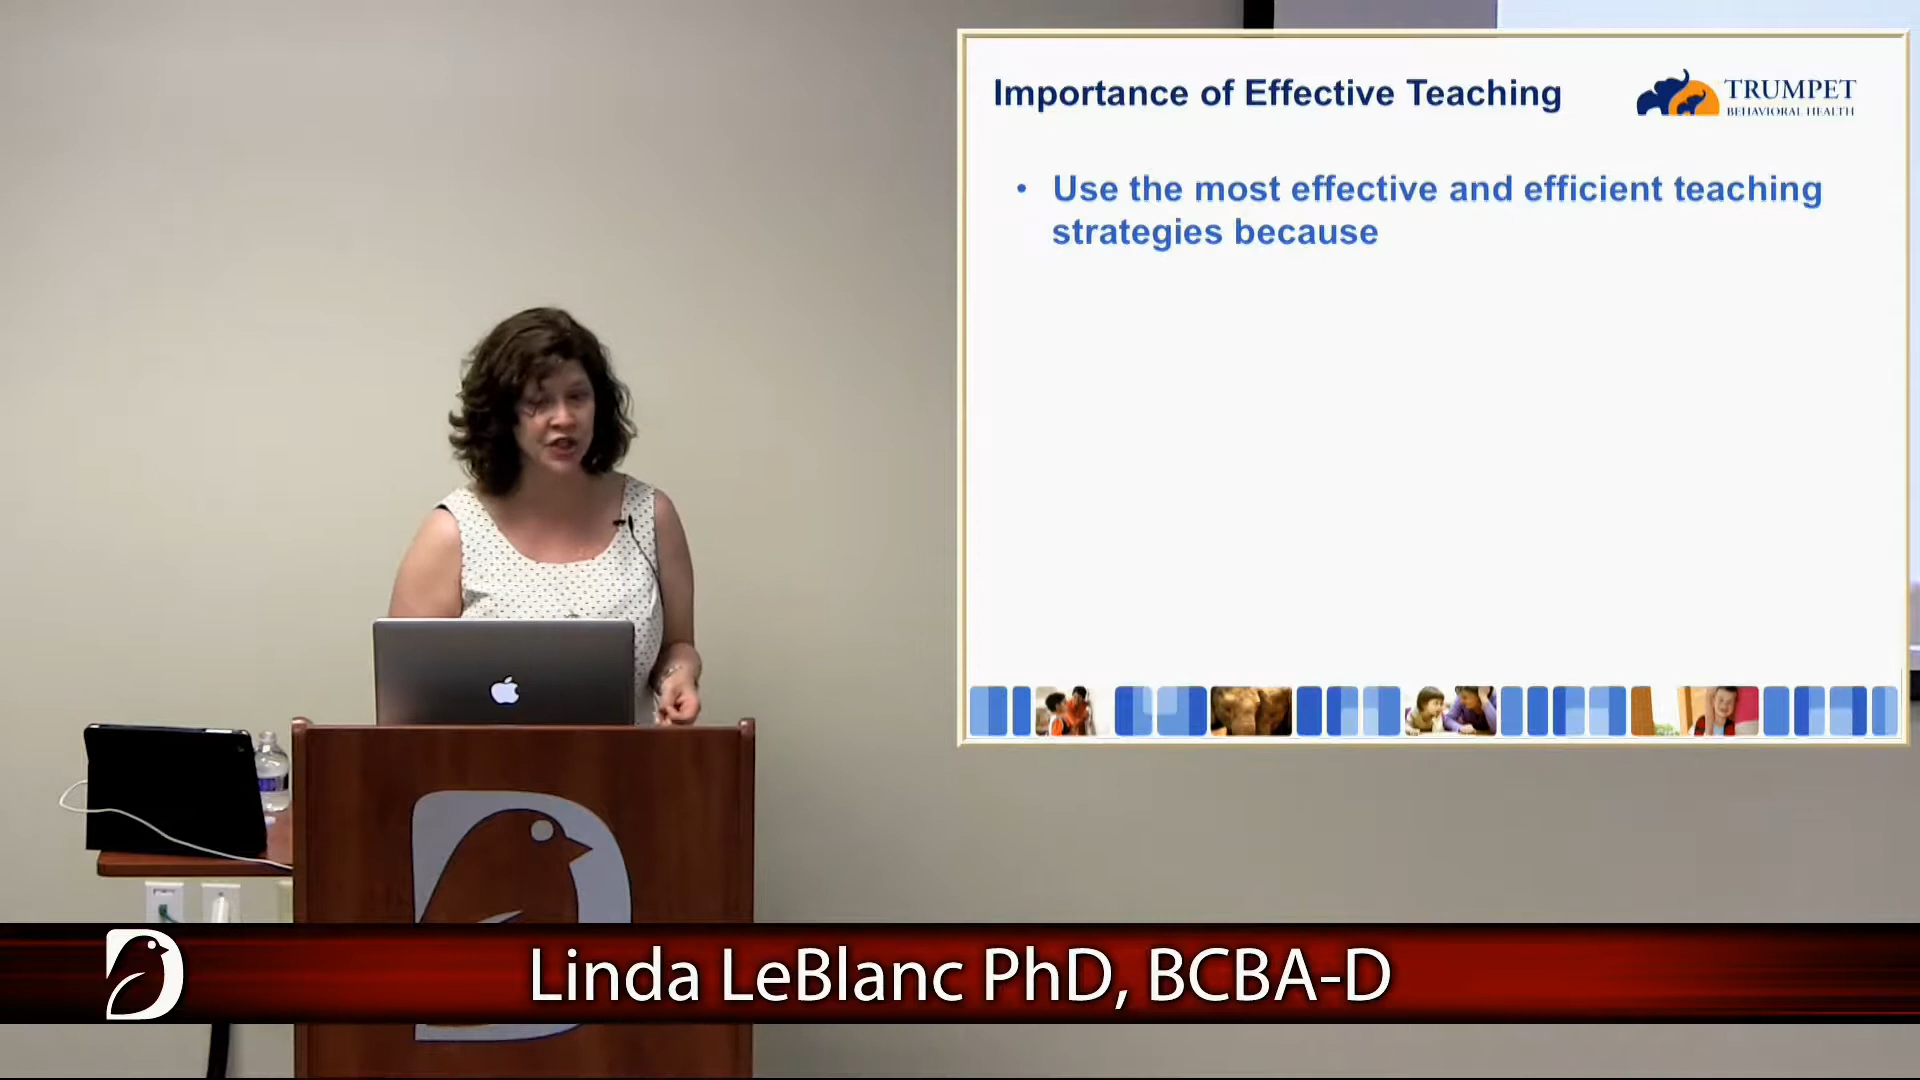 Importance of Effective Teaching
TRUMPET
BEHAVIORAL HEALTH
• Use the most effective and efficient teaching
strategies because
Linda LeBlanc PhD, BCBA-D